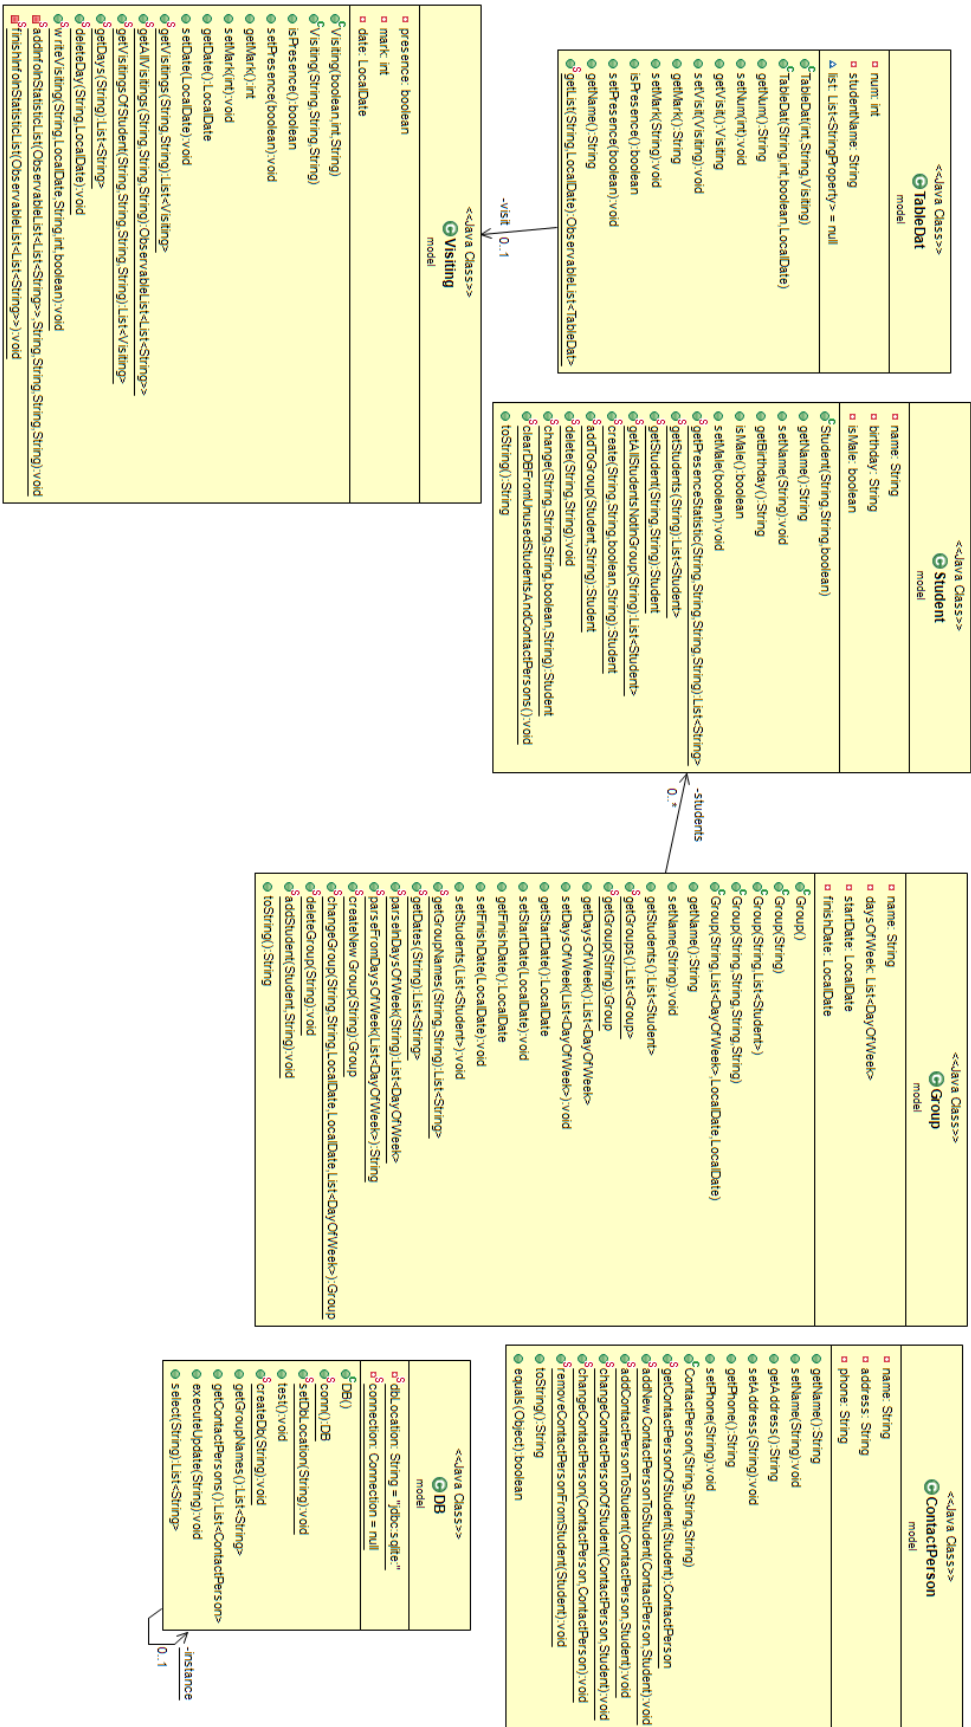 <<Java Class>>
TableDat
model
num: int
studentName: String
list: List<StringProperty> = null
TableDat(int,String,Visiting)
TableDat(String,int,boolean,LocalDate)
getNum():String
setNum(int):void
getVisit():Visiting
setVisit(Visiting):void
getMark():String
setMark(String):void
isPresence():boolean
setPresence(boolean):void
getName():String
getList(String,LocalDate):ObservableList<TableDat>
-visit
0..1
<<Java Class>>
Visiting
model
presence: boolean
mark: int
date: LocalDate
Visiting(boolean,int,String)
Visiting(String,String,String)
isPresence():boolean
setPresence(boolean):void
getMark():int
setMark(int):void
getDate():LocalDate
setDate(LocalDate):void
getVisitings(String,String):List<Visiting>
getAllVisitings(String,String,String):ObservableList<List<String>>
getVisitingsOfStudent(String,String,String,String):List<Visiting>
getDays(String):List<String>
deleteDay(String,LocalDate):void
writeVisiting(String,LocalDate,String,int,boolean):void
addInfoInStatisticList(ObservableList<List<String>>,String,String,String,String):void
finishInfoInStatisticList(ObservableList<List<String>>):void
<<Java Class>>
Student
model
name: String
birthday: String
isMale: boolean
Student(String,String,boolean)
getName():String
setName(String):void
getBirthday():String
isMale():boolean
setMale(boolean):void
getPresenceStatistic(String,String,String,String,String):List<String>
getStudents(String):List<Student>
getStudent(String,String):Student
getAllStudentsNotInGroup(String):List<Student>
create(String,String,boolean,String):Student
addToGroup(Student,String):Student
delete(String,String):void
change(String,String,String,boolean,String):Student
clearDBFromUnusedStudentsAndContactPersons():void
toString():String
-students
0..*
<<Java Class>>
Group
model
name: String
daysOfWeek: List<DayOfWeek>
startDate: LocalDate
finishDate: LocalDate
Group()
Group(String)
Group(String,List<Student>)
Group(String,String,String,String)
Group(String,List<DayOfWeek>,LocalDate,LocalDate)
getName():String
setName(String):void
getStudents():List<Student>
getGroups():List<Group>
getGroup(String):Group
getDaysOfWeek():List<DayOfWeek>
setDaysOfWeek(List<DayOfWeek>):void
getStartDate():LocalDate
setStartDate(LocalDate):void
getFinishDate():LocalDate
setFinishDate(LocalDate):void
setStudents(List<Student>):void
getGroupNames(String,String):List<String>
getDates(String):List<String>
parseInDaysOfWeek(String):List<DayOfWeek>
parseFromDaysOfWeek(List<DayOfWeek>):String
createNewGroup(String):Group
changeGroup(String,String,LocalDate,LocalDate,List<DayOfWeek>):Group
deleteGroup(String):void
addStudent(Student,String):void
toString():String
<<Java Class>>
ContactPerson
model
name: String
address: String
phone: String
getName():String
setName(String):void
getAddress():String
setAddress(String):void
getPhone():String
setPhone(String):void
ContactPerson(String,String,String)
getContactPersonOfStudent(Student):ContactPerson
addNewContactPersonToStudent(ContactPerson,Student):void
addContactPersonToStudent(ContactPerson,Student):void
changeContactPersonOfStudent(ContactPerson,Student):void
changeContactPerson(ContactPerson,ContactPerson):void
removeContactPersonFromStudent(Student):void
toString():String
equals(Object):boolean
<<Java Class>>
DB
model
dbLocation: String = "jdbc:sqlite:"
connection: Connection = null
DB()
conn():DB
setDbLocation(String):void
test():void
createDb(String):void
getGroupNames():List<String>
getContactPersons():List<ContactPerson>
executeUpdate(String):void
select(String):List<String>
-instance
0..1